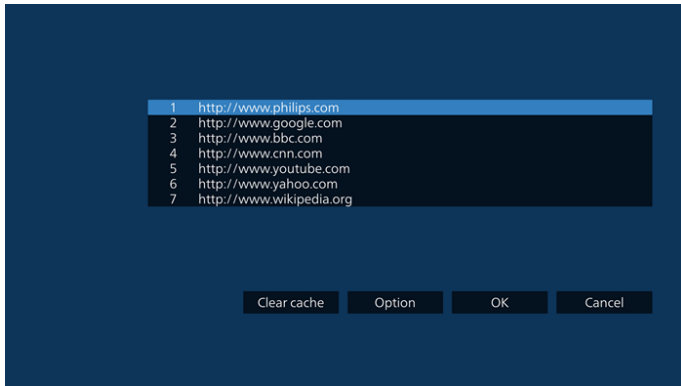 1 http://www.philips.com
2 http://www.google.com
3 http://www.bbc.com
4 http://www.cnn.com
5 http://www.youtube.com
6 http://www.yahoo.com
7 http://www.wikipedia.org
Clear cache Option OK Cancel